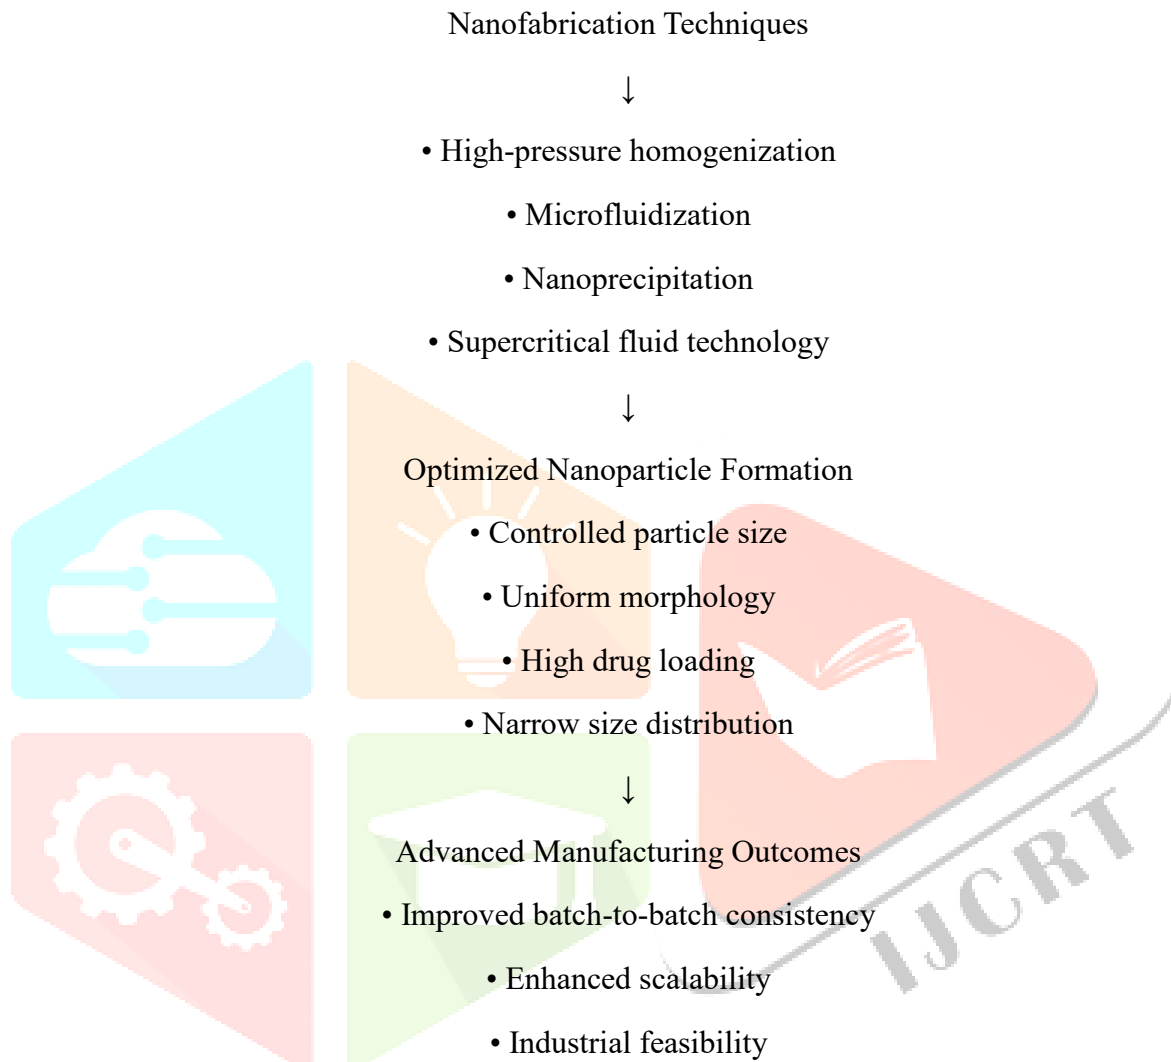 Nanofabrication Techniques
↓
• High-pressure homogenization
• Microfluidization
• Nanoprecipitation
• Supercritical fluid technology
↓
Optimized Nanoparticle Formation
• Controlled particle size
• Uniform morphology
• High drug loading
• Narrow size distribution
↓
Advanced Manufacturing Outcomes
• Improved batch-to-batch consistency
• Enhanced scalability
• Industrial feasibility
IJCRT